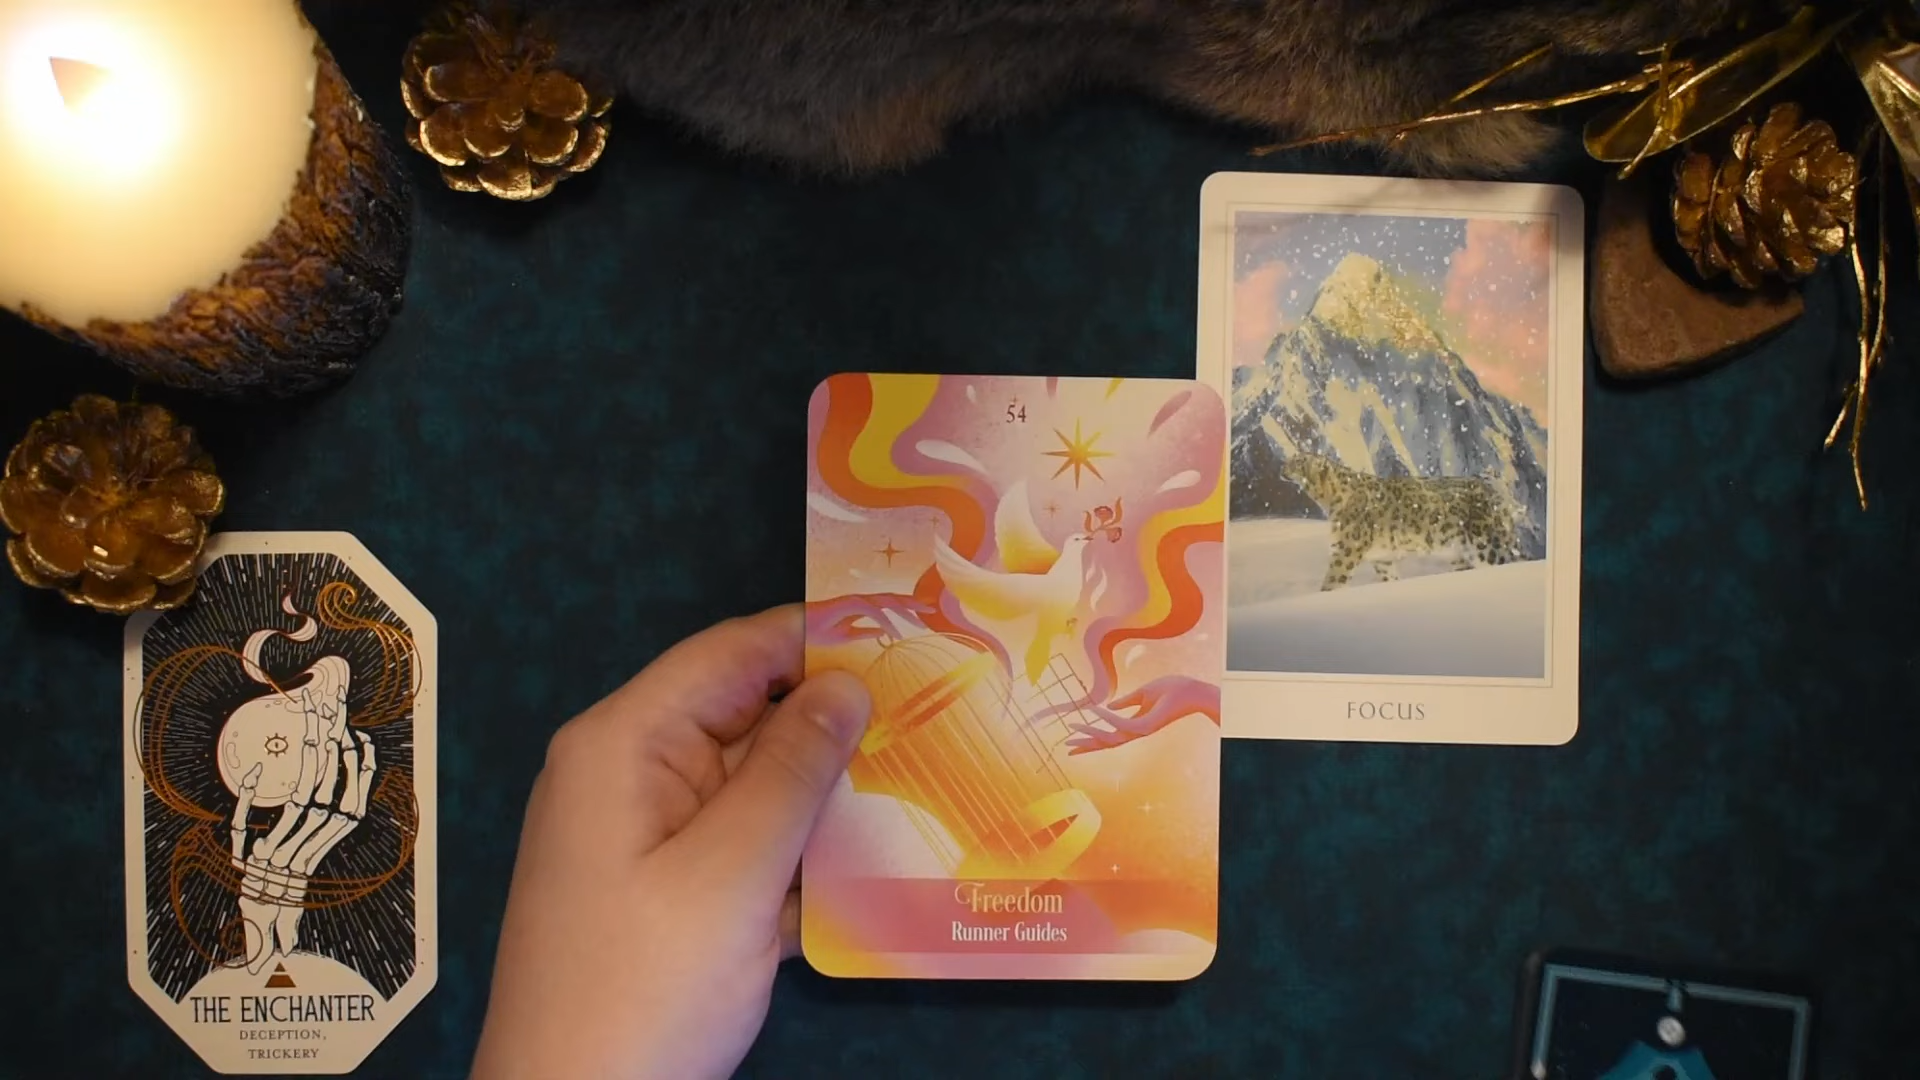 54
Freedom
Runner Guides
FOCUS
THE ENCHANTER
DECEPTION,
TRICKERY